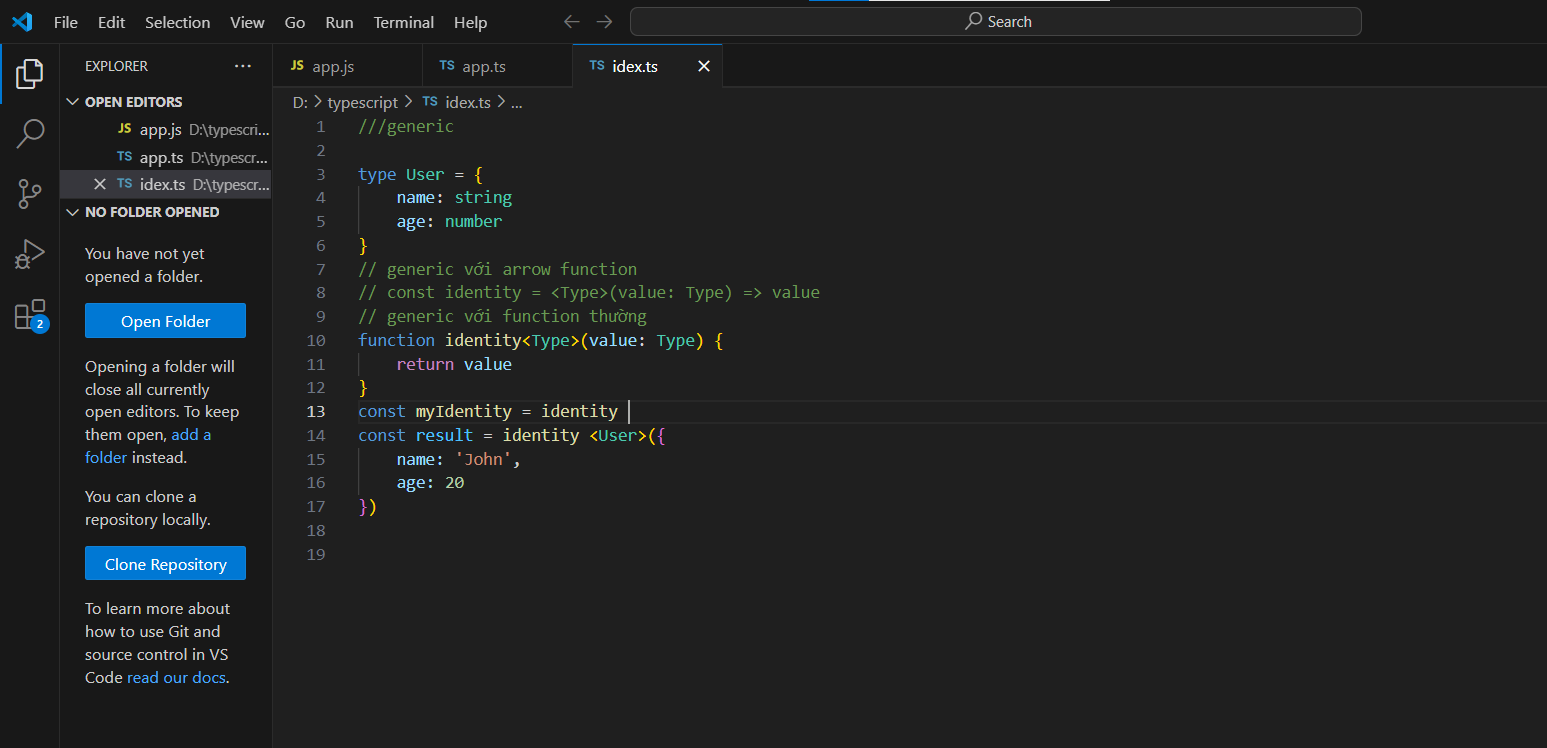 File Edit Selection View Go Run Terminal Help
Search
EXPLORER ...
OPEN EDITORS
JS app.js D:\typescri...
TS app.ts D:\typescr...
TS idex.ts D:\typescr...
NO FOLDER OPENED
You have not yet
opened a folder.
Open Folder
Opening a folder will
close all currently
open editors. To keep
them open, add a
folder instead.
You can clone a
repository locally.
Clone Repository
To learn more about
how to use Git and
source control in VS
Code read our docs.
2
JS app.js TS app.ts TS idex.ts
D: > typescript > TS idex.ts > ...
1 ///generic
2
3 type User = {
4 name: string
5 age: number
6 }
7 // generic với arrow function
8 // const identity = <Type>(value: Type) => value
9 // generic với function thường
10 function identity<Type>(value: Type) {
11 return value
12 }
13 const myIdentity = identity
14 const result = identity <User>({
15 name: 'John',
16 age: 20
17 })
18
19